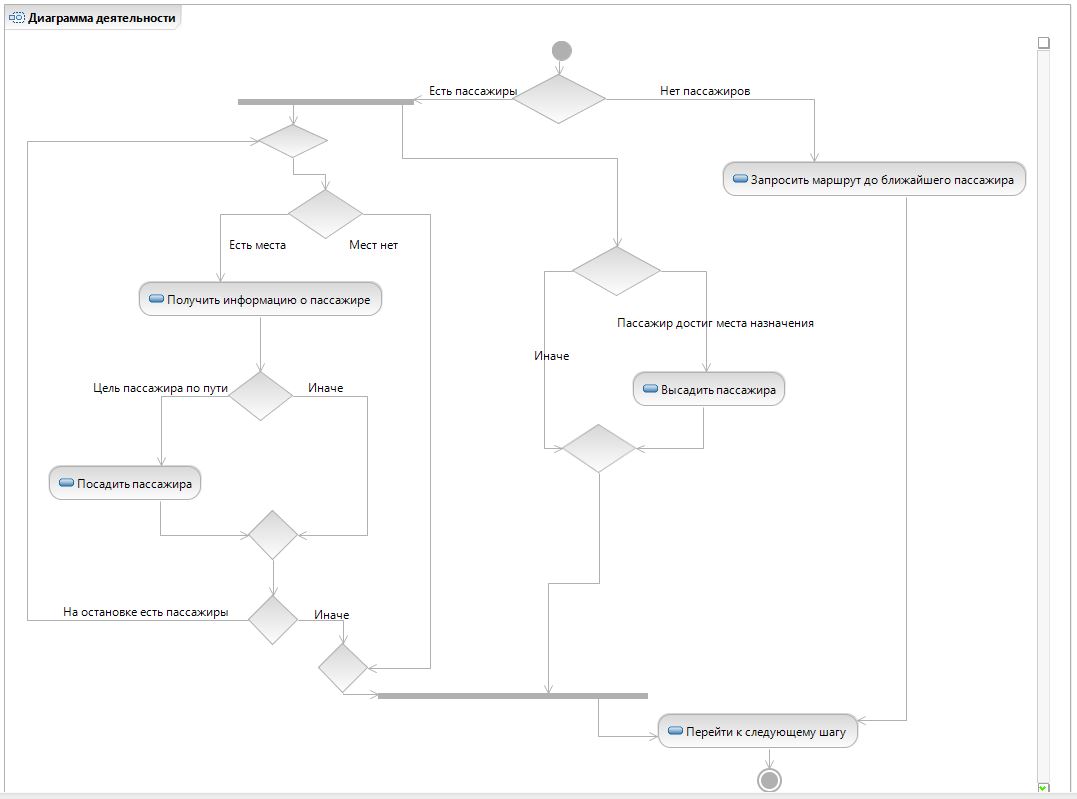 Диаграмма деятельности
Есть пассажиры
Нет пассажиров
Запросить маршрут до ближайшего пассажира
Есть места
Мест нет
Получить информацию о пассажире
Пассажир достиг места назначения
Иначе
Цель пассажира по пути
Иначе
Высадить пассажира
Посадить пассажира
На остановке есть пассажиры
Иначе
Перейти к следующему шагу